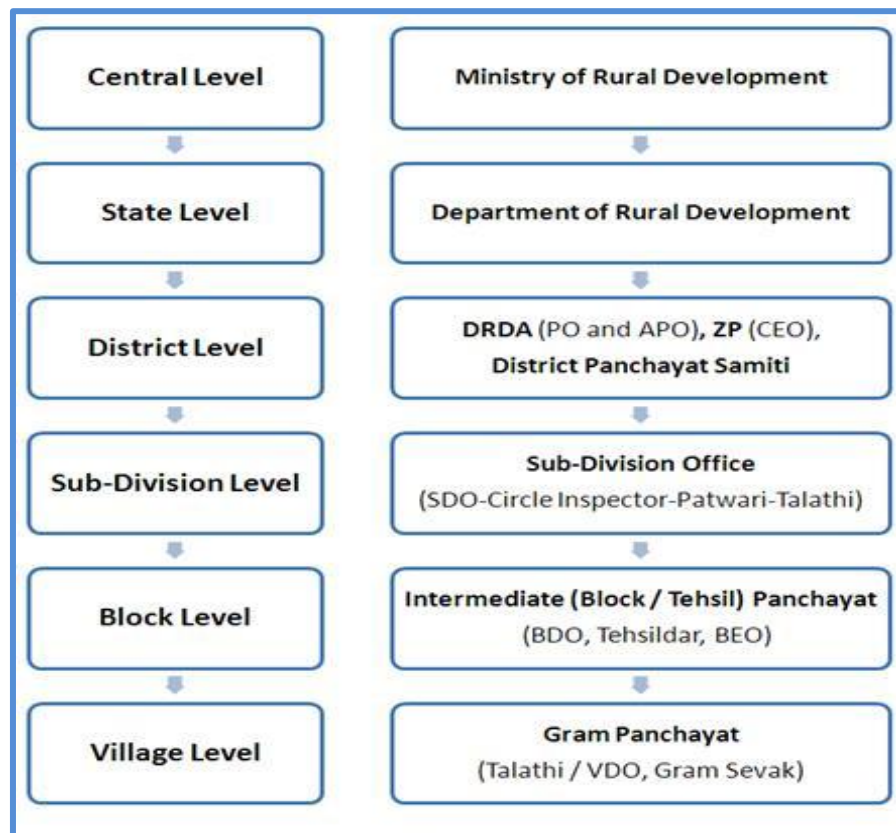 Central Level
Ministry of Rural Development
State Level
Department of Rural Development
District Level
DRDA (PO and APO), ZP (CEO),
District Panchayat Samiti
Sub-Division Level
Sub-Division Office
(SDO-Circle Inspector-Patwari-Talathi)
Block Level
Intermediate (Block / Tehsil) Panchayat
(BDO, Tehsildar, BEO)
Village Level
Gram Panchayat
(Talathi / VDO, Gram Sevak)